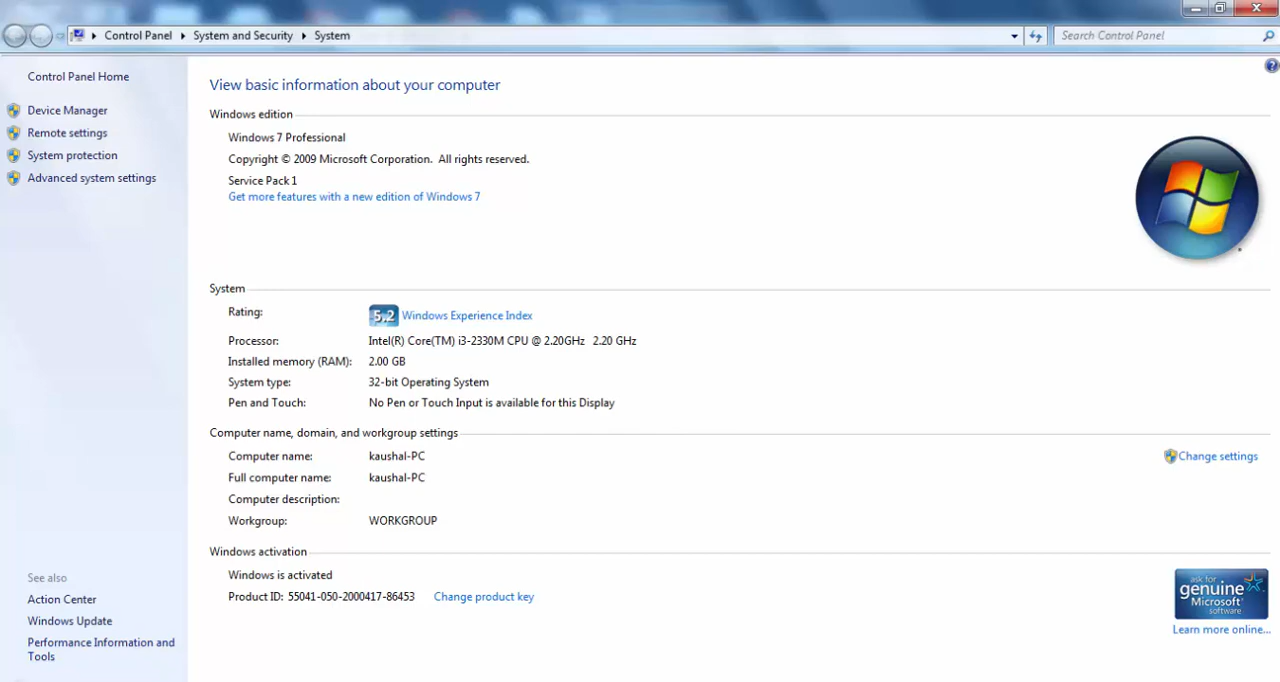 Control Panel ▸ System and Security ▸ System
Search Control Panel
Control Panel Home
Device Manager
Remote settings
System protection
Advanced system settings
See also
Action Center
Windows Update
Performance Information and
Tools
View basic information about your computer
Windows edition
Windows 7 Professional
Copyright © 2009 Microsoft Corporation. All rights reserved.
Service Pack 1
Get more features with a new edition of Windows 7
System
Rating: 5.2 Windows Experience Index
Processor: Intel(R) Core(TM) i3-2330M CPU @ 2.20GHz 2.20 GHz
Installed memory (RAM): 2.00 GB
System type: 32-bit Operating System
Pen and Touch: No Pen or Touch Input is available for this Display
Computer name, domain, and workgroup settings
Computer name: kaushal-PC
Change settings
Full computer name: kaushal-PC
Computer description:
Workgroup: WORKGROUP
Windows activation
Windows is activated
Product ID: 55041-050-2000417-86453 Change product key
ask for
genuine
Microsoft
software
Learn more online...